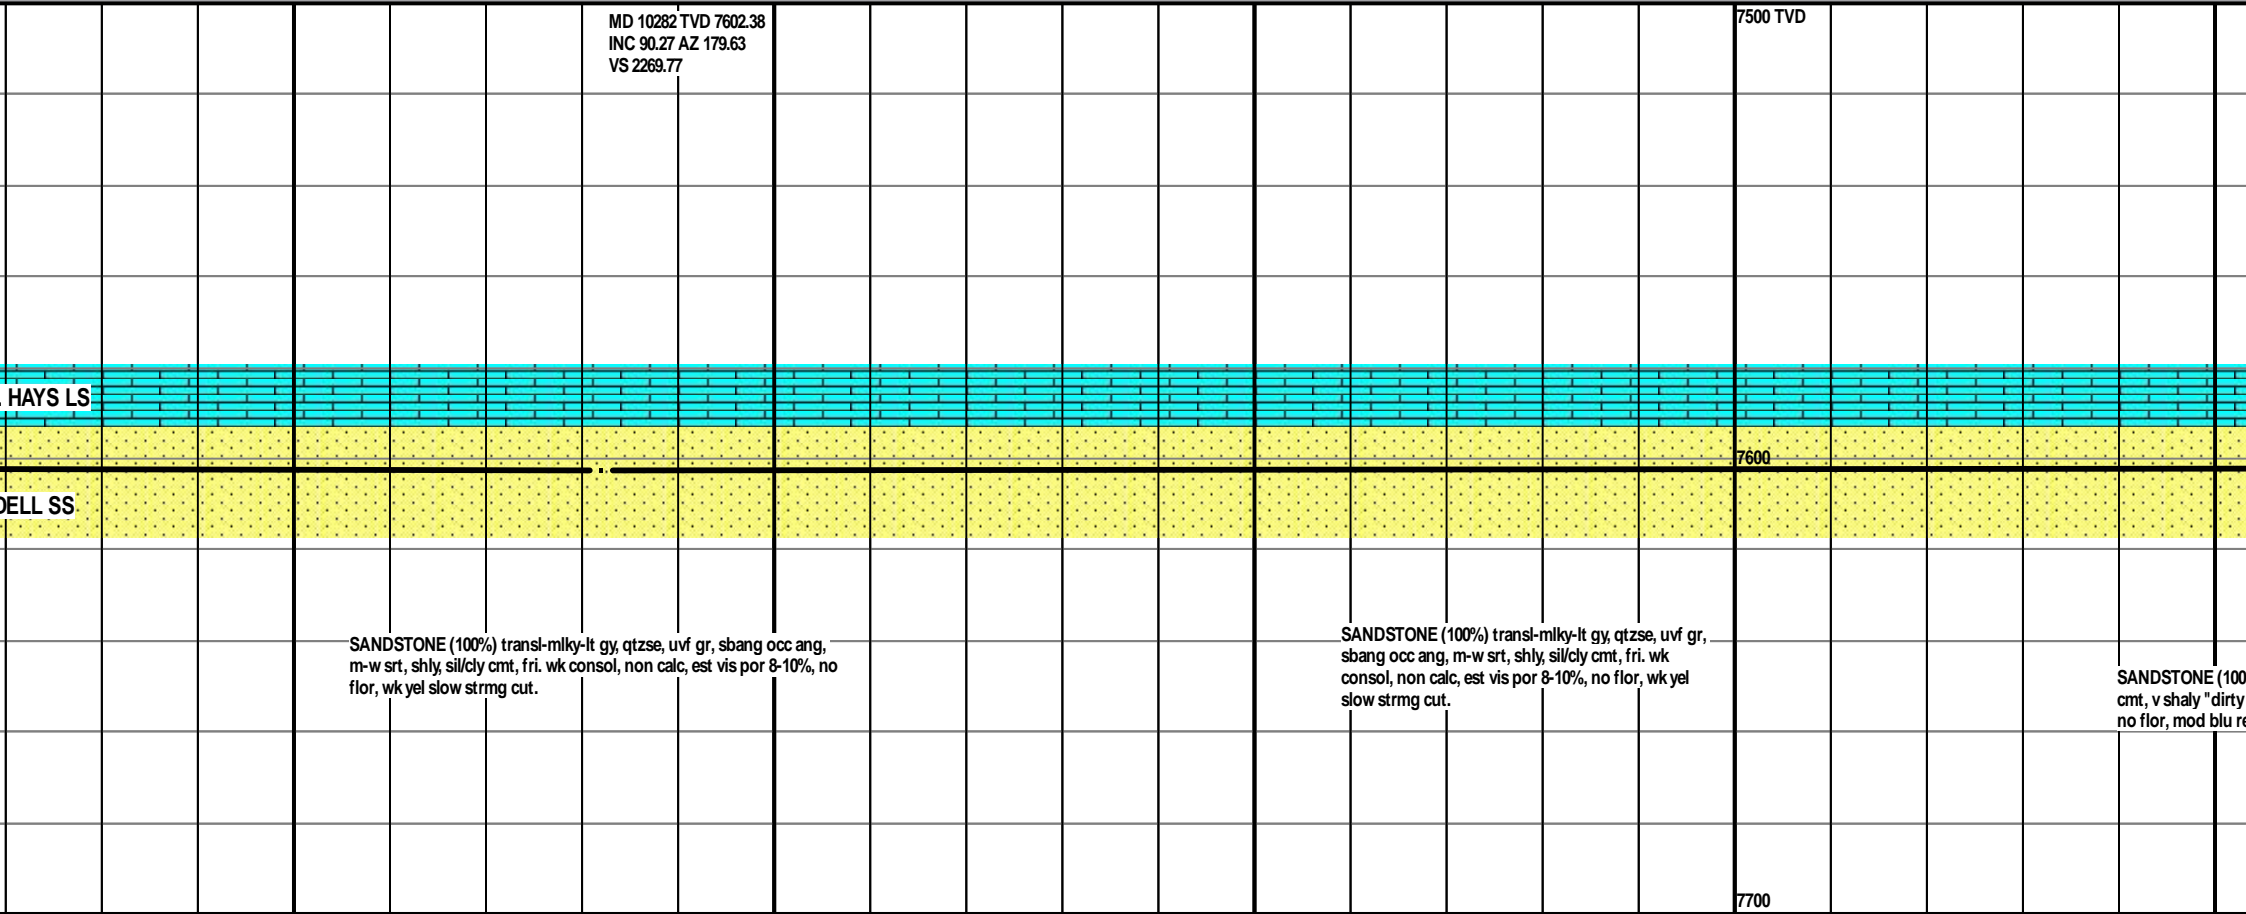 MD 10282 TVD 7602.38
INC 90.27 AZ 179.63
VS 2269.77
7500 TVD
. HAYS LS
7600
DELL SS
SANDSTONE (100%) transl-mlky-lt gy, qtzse, uvf gr, sbang occ ang,
m-w srt, shly, sil/cly cmt, fri. wk consol, non calc, est vis por 8-10%, no
flor, wk yel slow strmg cut.
SANDSTONE (100%) transl-mlky-lt gy, qtzse, uvf gr,
sbang occ ang, m-w srt, shly, sil/cly cmt, fri. wk
consol, non calc, est vis por 8-10%, no flor, wk yel
slow strmg cut.
SANDSTONE (100
cmt, v shaly "dirty
no flor, mod blu re
7700